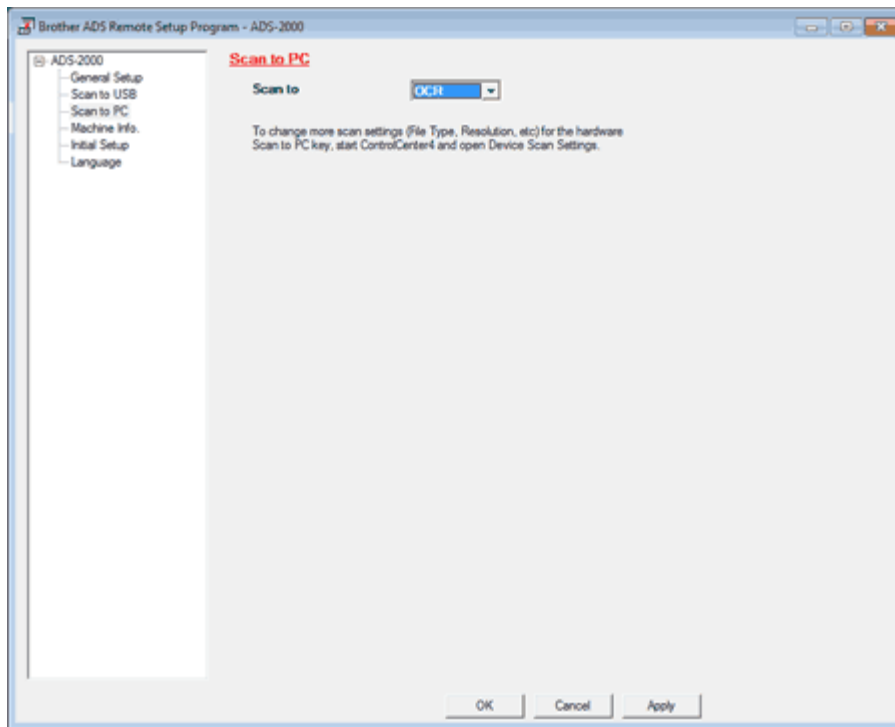 Brother ADS Remote Setup Program - ADS-2000
ADS-2000
General Setup
Scan to USB
Scan to PC
Machine Info.
Initial Setup
Language
Scan to PC
Scan to
OCR
To change more scan settings (File Type, Resolution, etc) for the hardware
Scan to PC key, start ControlCenter4 and open Device Scan Settings.
OK
Cancel
Apply